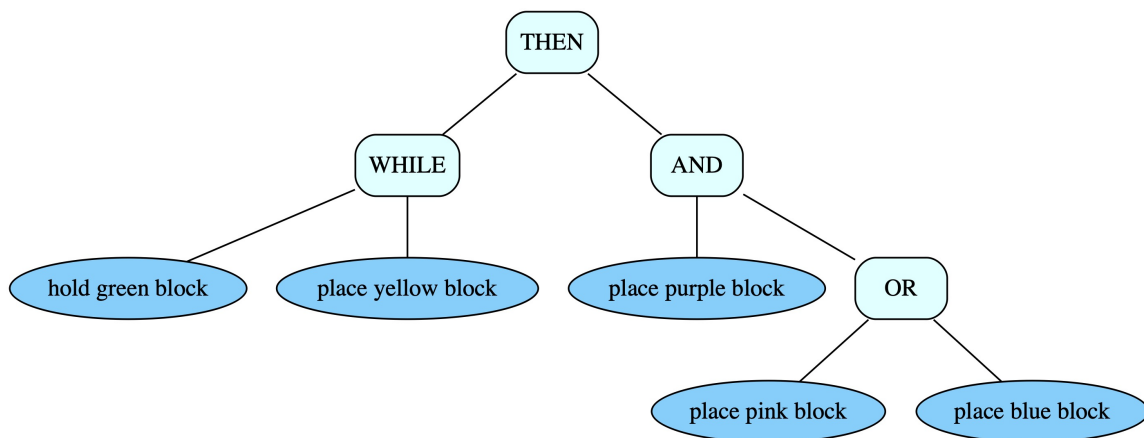 THEN
WHILE
AND
hold green block
place yellow block
place purple block
OR
place pink block
place blue block